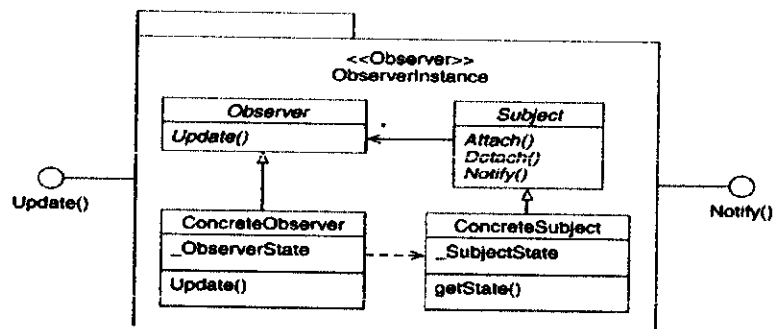 <<Observer>>
ObserverInstance
Observer
Update()
*
Subject
Attach()
Detach()
Notify()
Update()
Notify()
ConcreteObserver
_ObserverState
Update()
ConcreteSubject
_SubjectState
getState()